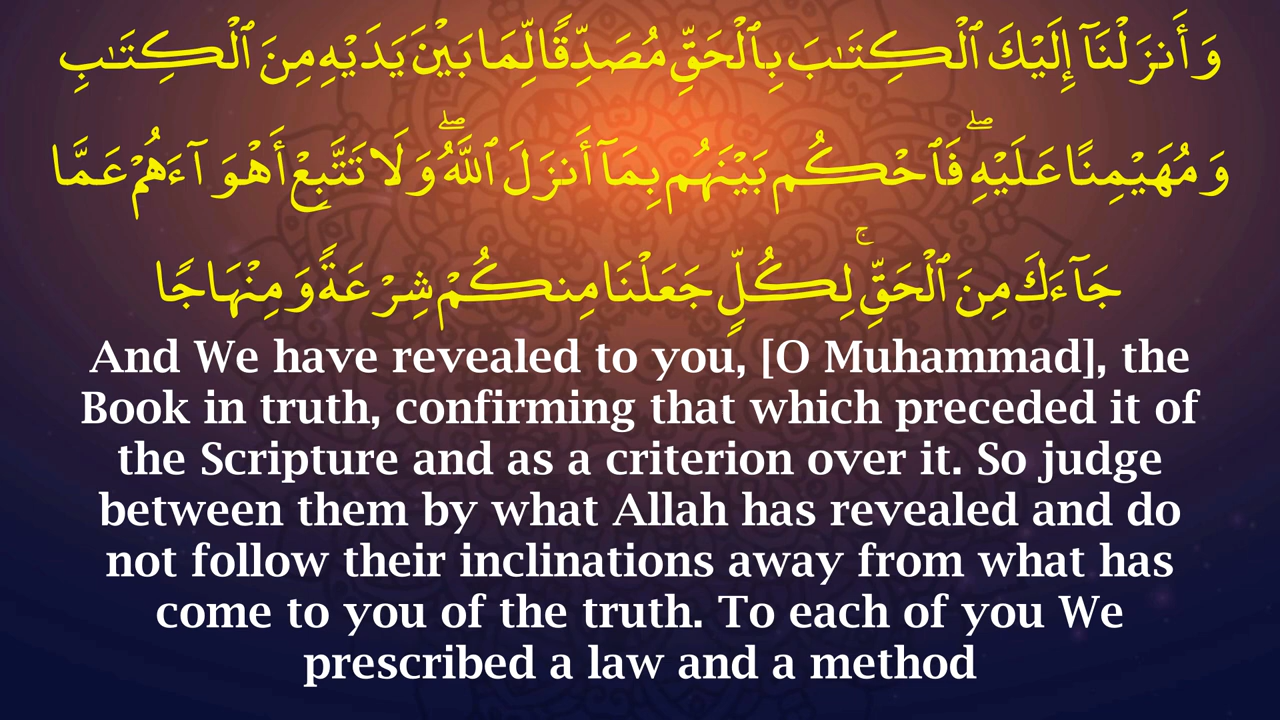 وَأَنزَلْنَآ إِلَيْكَ ٱلْكِتَـٰبَ بِٱلْحَقِّ مُصَدِّقًا لِّمَا بَيْنَ يَدَيْهِ مِنَ ٱلْكِتَـٰبِ
وَمُهَيْمِنًا عَلَيْهِ ۖ فَٱحْكُم بَيْنَهُم بِمَآ أَنزَلَ ٱللَّهُ ۖ وَلَا تَتَّبِعْ أَهْوَآءَهُمْ عَمَّا
جَآءَكَ مِنَ ٱلْحَقِّ ۚ لِكُلٍّ جَعَلْنَا مِنكُمْ شِرْعَةً وَمِنْهَاجًا
And We have revealed to you, [O Muhammad], the
Book in truth, confirming that which preceded it of
the Scripture and as a criterion over it. So judge
between them by what Allah has revealed and do
not follow their inclinations away from what has
come to you of the truth. To each of you We
prescribed a law and a method